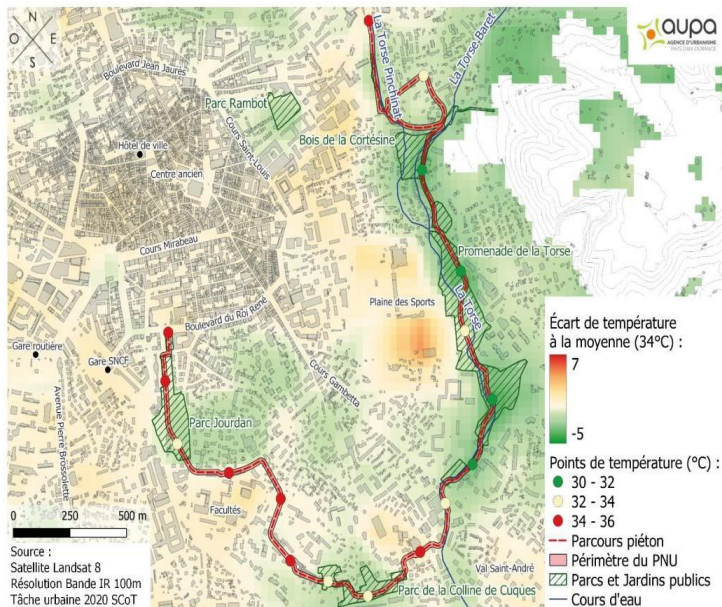 N
O
E
S
aupa
AGENCE D'URBANISME
PAYS D'AIX - DURANCE
La Torse Pinchinat
La Torse Baret
Boulevard Jean Jaurès
Parc Rambot
Cours Saint-Louis
Bois de la Cortésine
Hôtel de ville
Centre ancien
Cours Mirabeau
Promenade de la Torse
Plaine des Sports
La Torse
Boulevard du Roi René
Gare routière
Gare SNCF
Cours Gambetta
Avenue Pierre Brossolette
Parc Jourdan
Facultés
Val Saint-André
Parc de la Colline de Cuques
0 250 500 m
Source :
Satellite Landsat 8
Résolution Bande IR 100m
Tâche urbaine 2020 SCoT
Écart de température
à la moyenne (34°C) :
7
-5
Points de température (°C) :
30 - 32
32 - 34
34 - 36
Parcours piéton
Périmètre du PNU
Parcs et Jardins publics
Cours d'eau